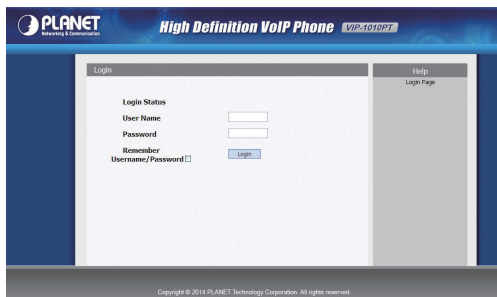 PLANET
Networking & Communication
High Definition VoIP Phone VIP-1010PT
Login
Help
Login Page
Login Status
User Name
Password
Remember
Username/Password
Login
Copyright © 2014 PLANET Technology Corporation. All rights reserved.